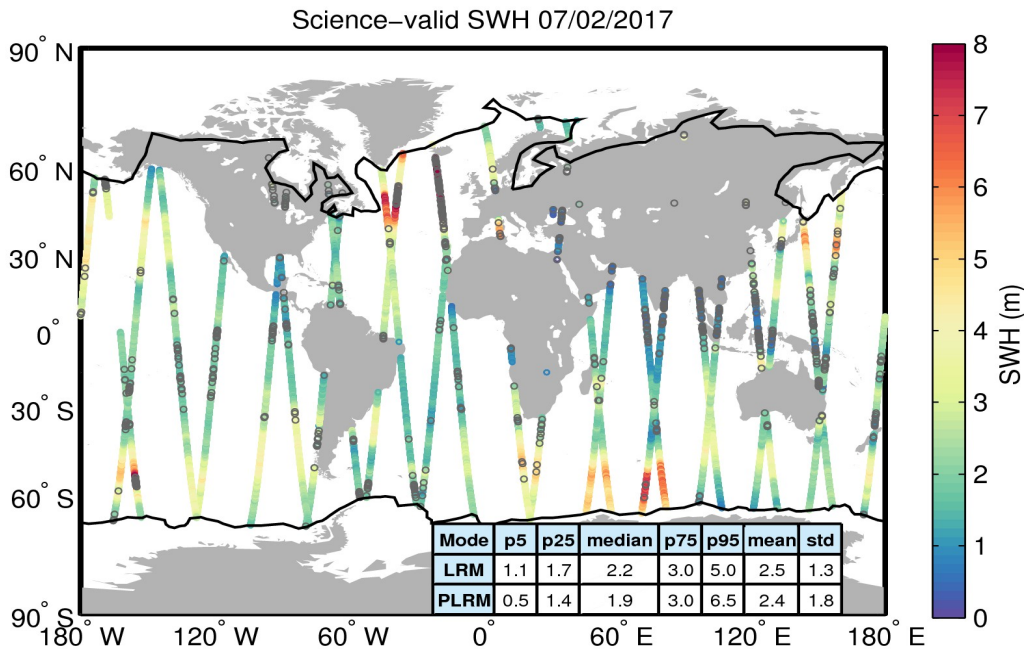 Science−valid SWH 07/02/2017
90° N
60° N
30° N
0°
30° S
60° S
90° S
180° W
120° W
60° W
0°
60° E
120° E
180° E
8
7
6
5
4
3
2
1
0
SWH (m)
Mode p5 p25 median p75 p95 mean std
LRM 1.1 1.7 2.2 3.0 5.0 2.5 1.3
PLRM 0.5 1.4 1.9 3.0 6.5 2.4 1.8